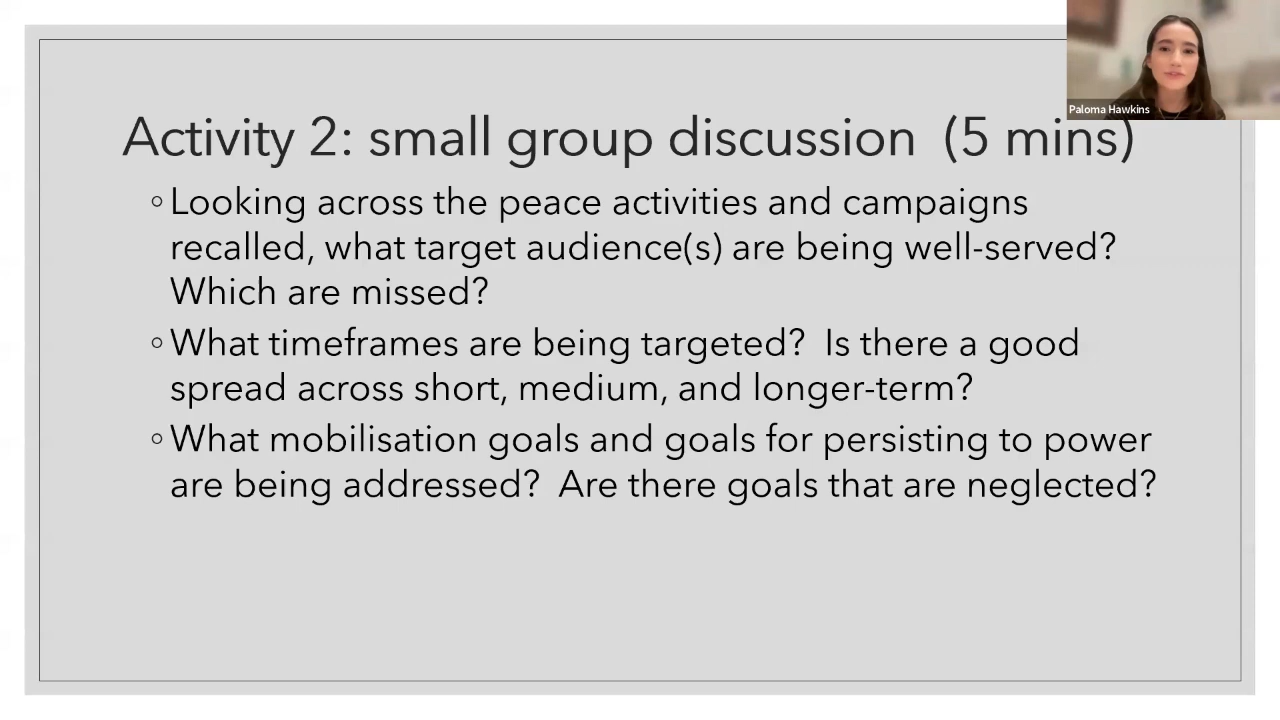 Paloma Hawkins
Activity 2: small group discussion  (5 mins)
◦Looking across the peace activities and campaigns
recalled, what target audience(s) are being well-served?
Which are missed?
◦What timeframes are being targeted?  Is there a good
spread across short, medium, and longer-term?
◦What mobilisation goals and goals for persisting to power
are being addressed?  Are there goals that are neglected?